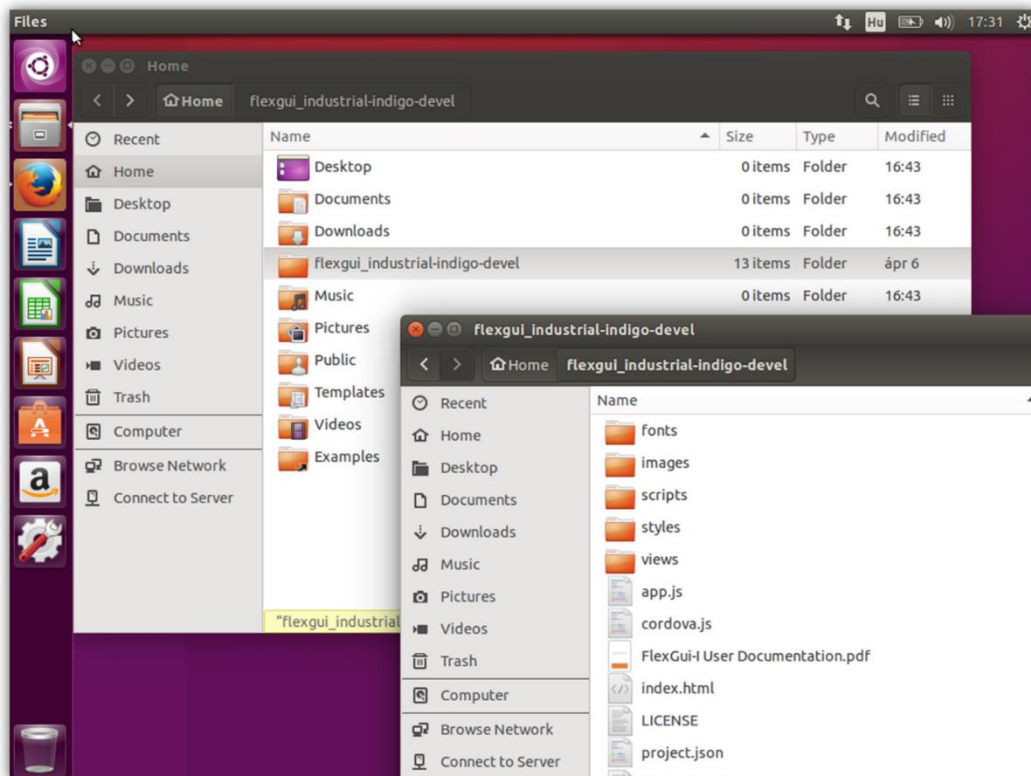 Files
Hu
17:31
Home
Home flexgui_industrial-indigo-devel
Recent
Home
Desktop
Documents
Downloads
Music
Pictures
Videos
Trash
Computer
Browse Network
Connect to Server
Name Size Type Modified
Desktop 0 items Folder 16:43
Documents 0 items Folder 16:43
Downloads 0 items Folder 16:43
flexgui_industrial-indigo-devel 13 items Folder ápr 6
Music 0 items Folder 16:43
Pictures
Public
Templates
Videos
Examples
"flexgui_industrial
flexgui_industrial-indigo-devel
Home flexgui_industrial-indigo-devel
Recent
Home
Desktop
Documents
Downloads
Music
Pictures
Videos
Trash
Computer
Browse Network
Connect to Server
Name
fonts
images
scripts
styles
views
app.js
cordova.js
FlexGui-I User Documentation.pdf
index.html
LICENSE
project.json
A
a